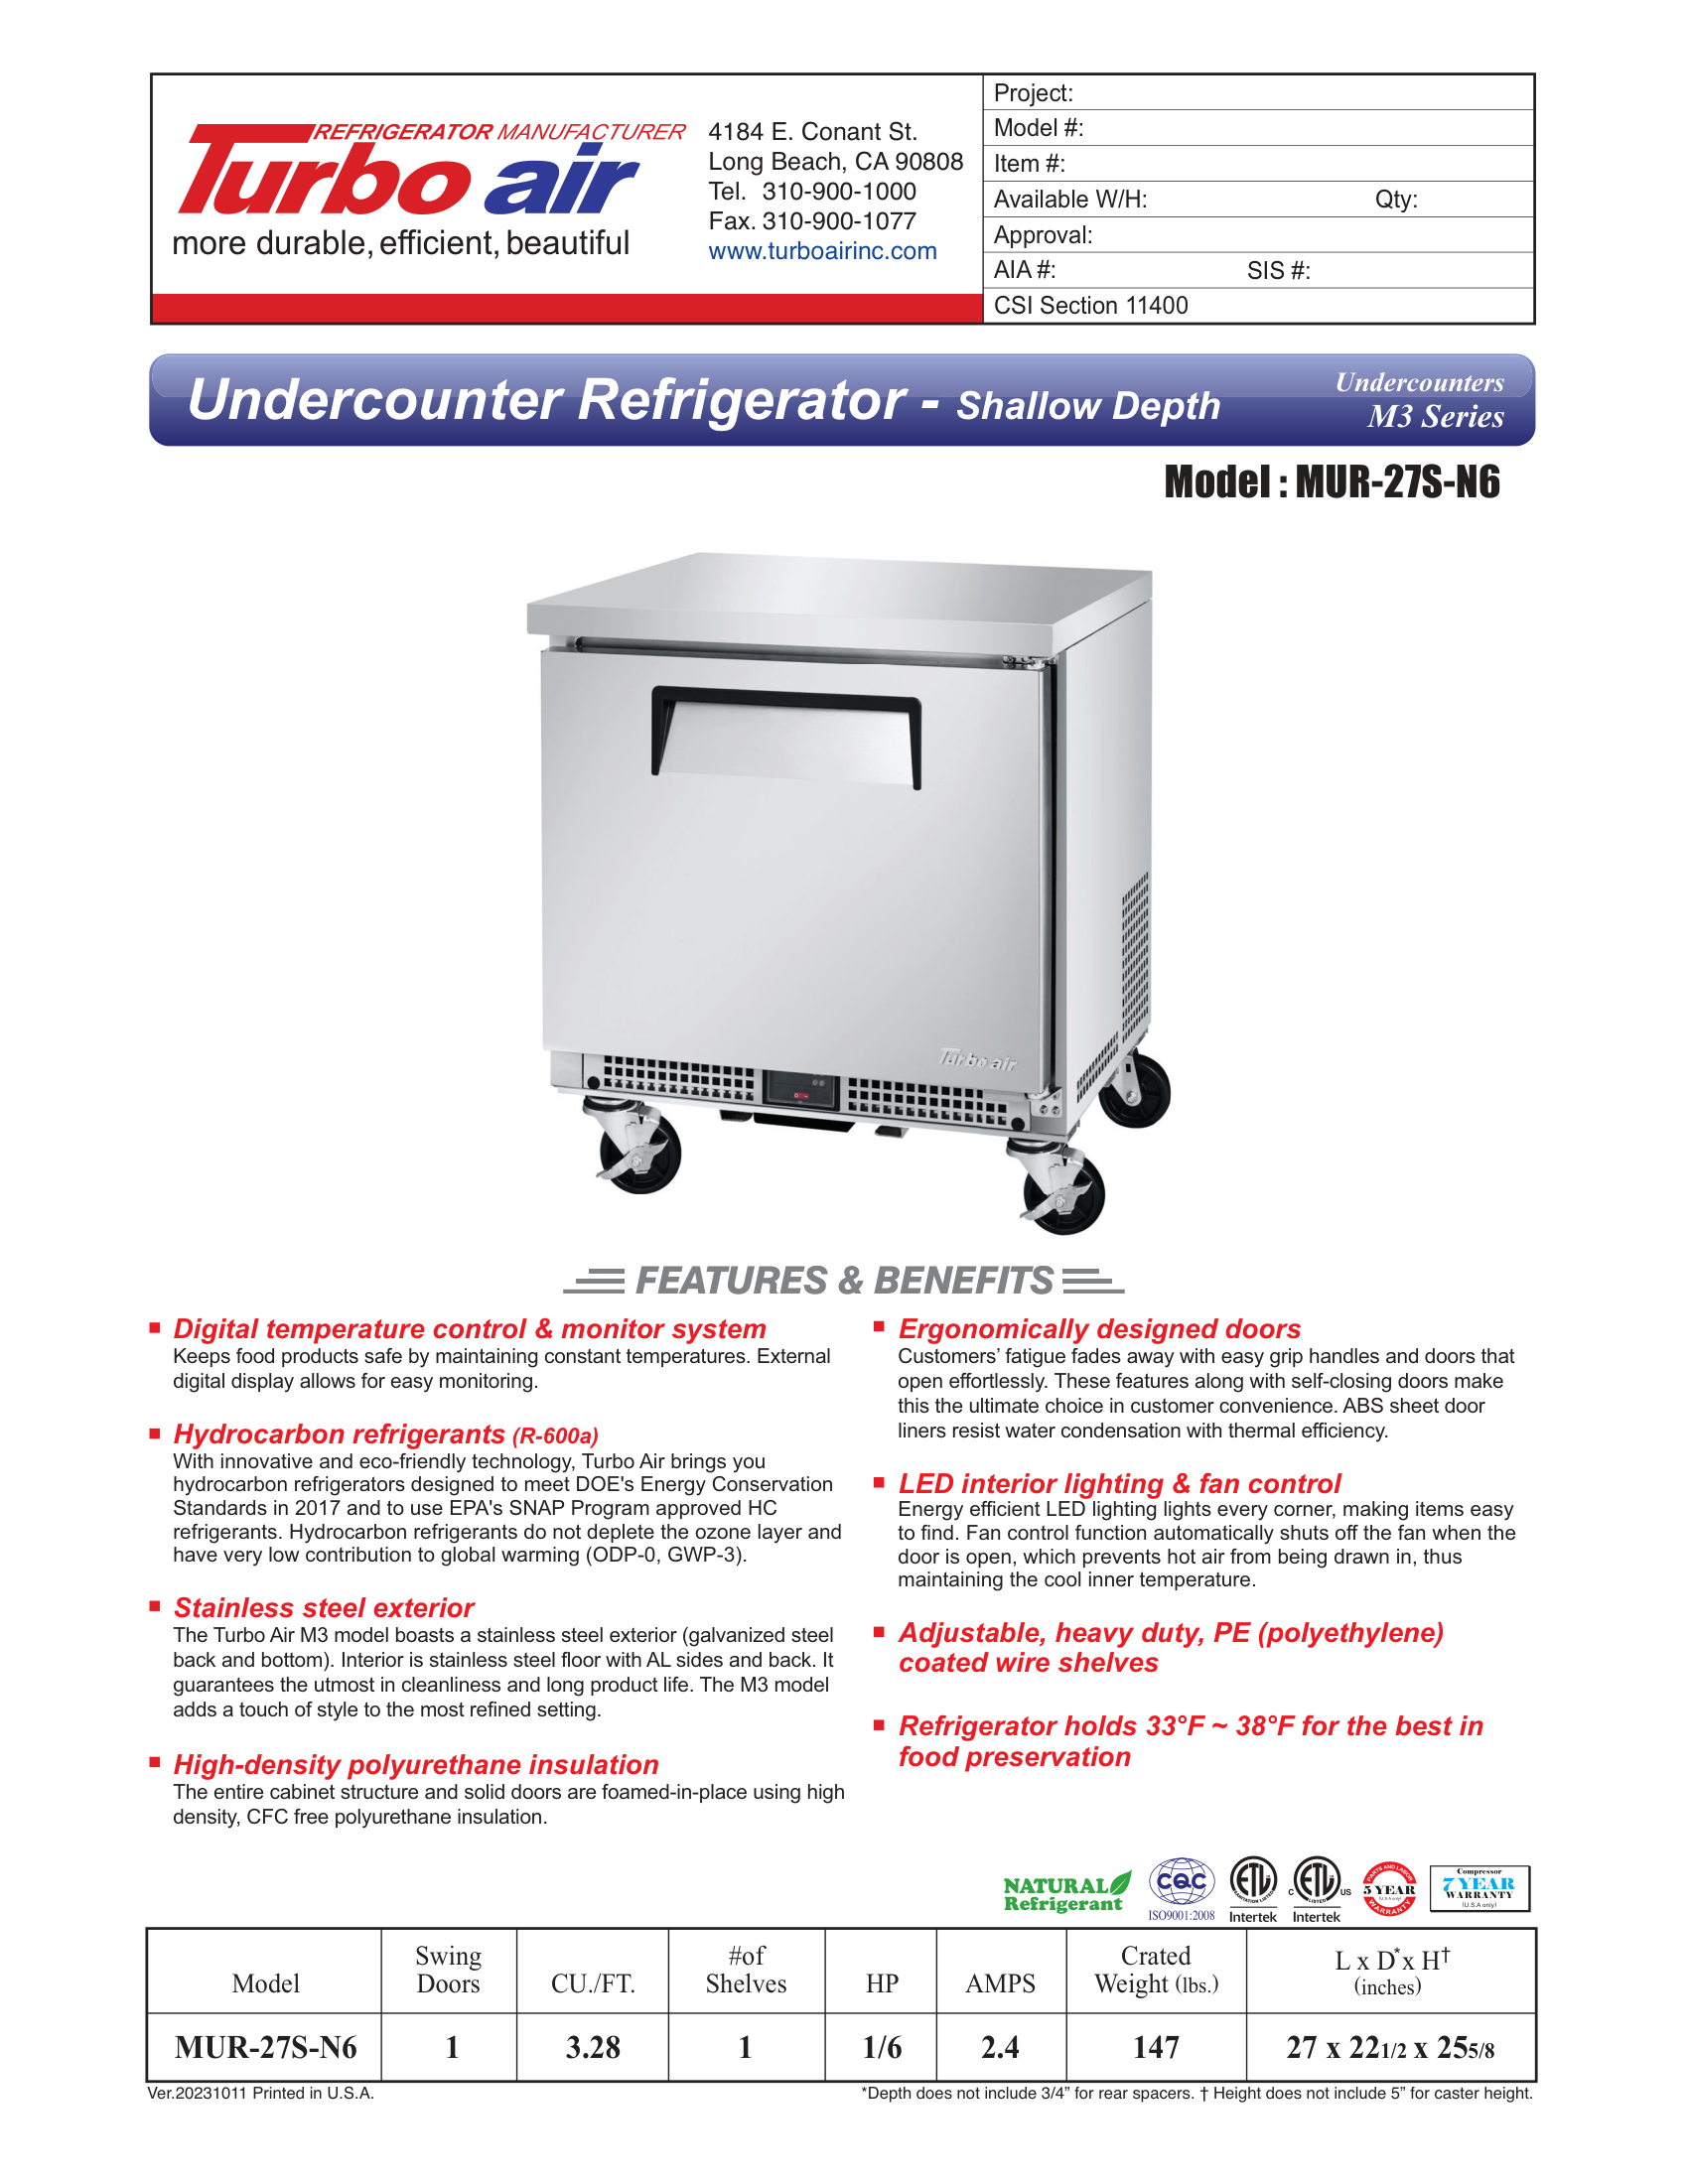 REFRIGERATOR MANUFACTURER
Turbo air
more durable, efficient, beautiful
4184 E. Conant St.
Long Beach, CA 90808
Tel. 310-900-1000
Fax. 310-900-1077
www.turboairinc.com
Project:
Model #:
Item #:
Available W/H: Qty:
Approval:
AIA #: SIS #:
CSI Section 11400
Undercounter Refrigerator - Shallow Depth
Undercounters
M3 Series
Model : MUR-27S-N6
Turbo air
FEATURES & BENEFITS
Digital temperature control & monitor system
Keeps food products safe by maintaining constant temperatures. External
digital display allows for easy monitoring.
Hydrocarbon refrigerants (R-600a)
With innovative and eco-friendly technology, Turbo Air brings you
hydrocarbon refrigerators designed to meet DOE's Energy Conservation
Standards in 2017 and to use EPA's SNAP Program approved HC
refrigerants. Hydrocarbon refrigerants do not deplete the ozone layer and
have very low contribution to global warming (ODP-0, GWP-3).
Stainless steel exterior
The Turbo Air M3 model boasts a stainless steel exterior (galvanized steel
back and bottom). Interior is stainless steel floor with AL sides and back. It
guarantees the utmost in cleanliness and long product life. The M3 model
adds a touch of style to the most refined setting.
High-density polyurethane insulation
The entire cabinet structure and solid doors are foamed-in-place using high
density, CFC free polyurethane insulation.
Ergonomically designed doors
Customers’ fatigue fades away with easy grip handles and doors that
open effortlessly. These features along with self-closing doors make
this the ultimate choice in customer convenience. ABS sheet door
liners resist water condensation with thermal efficiency.
LED interior lighting & fan control
Energy efficient LED lighting lights every corner, making items easy
to find. Fan control function automatically shuts off the fan when the
door is open, which prevents hot air from being drawn in, thus
maintaining the cool inner temperature.
Adjustable, heavy duty, PE (polyethylene)
coated wire shelves
Refrigerator holds 33°F ~ 38°F for the best in
food preservation
NATURAL
Refrigerant
CQC
ISO9001:2008
ETL
SANITATION LISTED
Intertek
C ETL US
LISTED
Intertek
PARTS AND LABOR
5 YEAR
(U.S.A only)
WARRANTY
Compressor
7 YEAR
WARRANTY
(U.S.A only)
Model Swing Doors CU./FT. #of Shelves HP AMPS Crated Weight (lbs.) L x D* x H† (inches)
MUR-27S-N6 1 3.28 1 1/6 2.4 147 27 x 221/2 x 255/8
Ver.20231011 Printed in U.S.A.
*Depth does not include 3/4” for rear spacers. † Height does not include 5” for caster height.